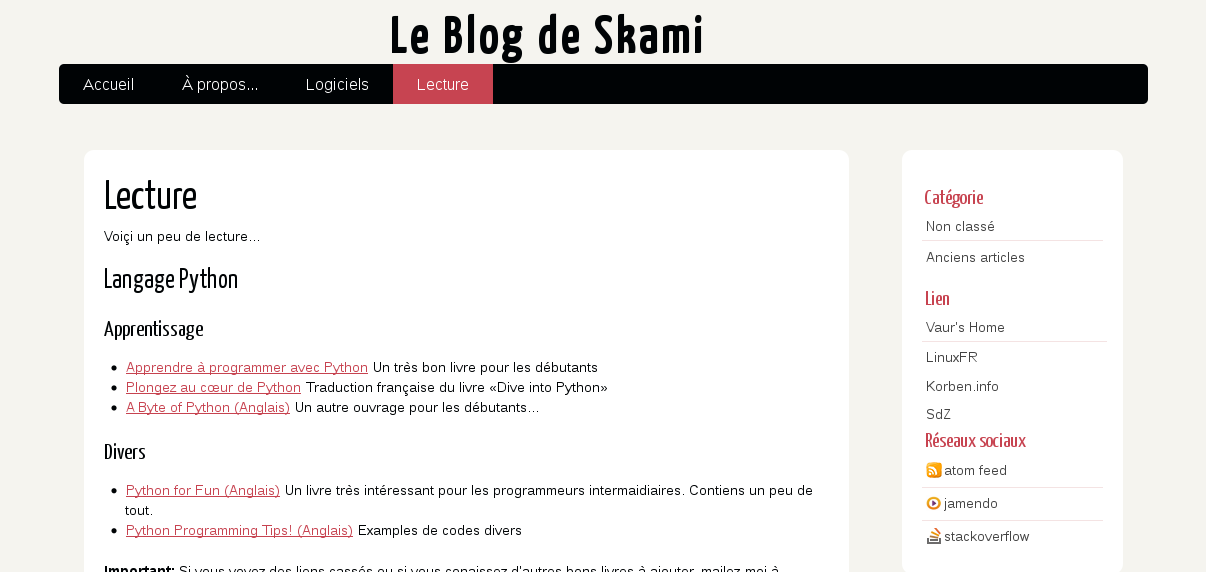 Le Blog de Skami
Accueil À propos... Logiciels Lecture
Lecture
Voiçi un peu de lecture...
Langage Python
Apprentissage
Apprendre à programmer avec Python Un très bon livre pour les débutants
Plongez au cœur de Python Traduction française du livre «Dive into Python»
A Byte of Python (Anglais) Un autre ouvrage pour les débutants...
Divers
Python for Fun (Anglais) Un livre très intéressant pour les programmeurs intermaidiaires. Contiens un peu de
tout.
Python Programming Tips! (Anglais) Examples de codes divers
Important: Si vous voyez des liens cassés ou si vous conaissez d'autres bons livres à ajouter, mailez-moi à
Catégorie
Non classé
Anciens articles
Lien
Vaur's Home
LinuxFR
Korben.info
SdZ
Réseaux sociaux
atom feed
jamendo
stackoverflow